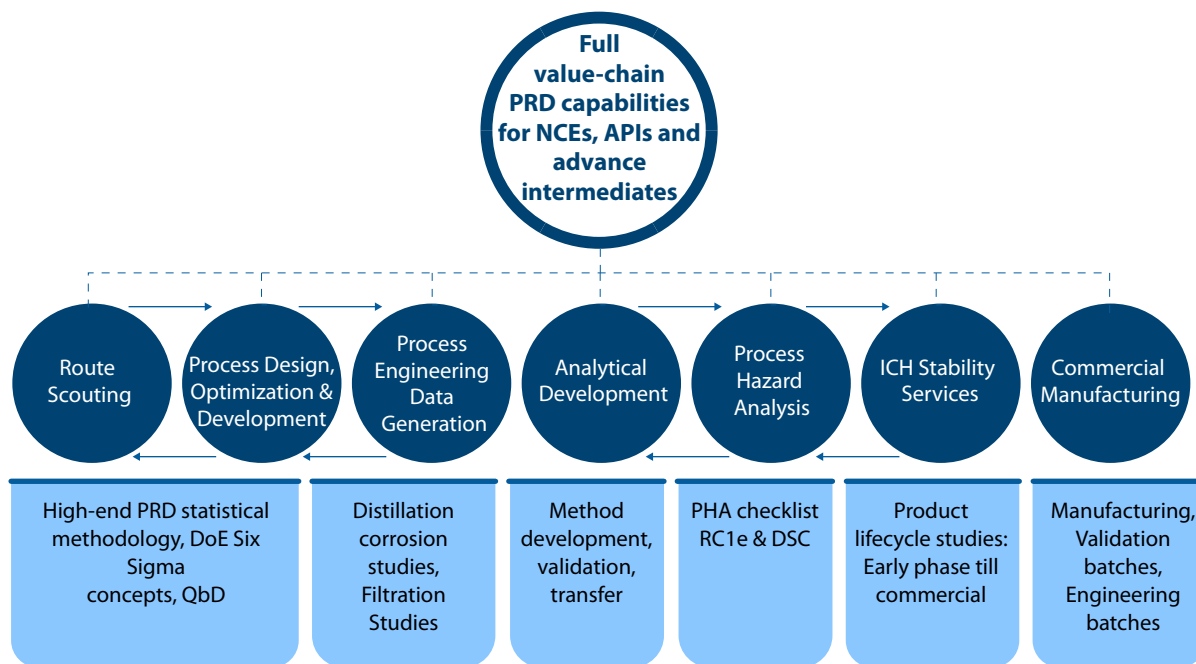 Full
value-chain
PRD capabilities
for NCEs, APIs and
advance
intermediates
Route
Scouting
Process Design,
Optimization &
Development
Process
Engineering
Data
Generation
Analytical
Development
Process
Hazard
Analysis
ICH Stability
Services
Commercial
Manufacturing
High-end PRD statistical
methodology, DoE Six
Sigma
concepts, QbD
Distillation
corrosion
studies,
Filtration
Studies
Method
development,
validation,
transfer
PHA checklist
RC1e & DSC
Product
lifecycle studies:
Early phase till
commercial
Manufacturing,
Validation
batches,
Engineering
batches